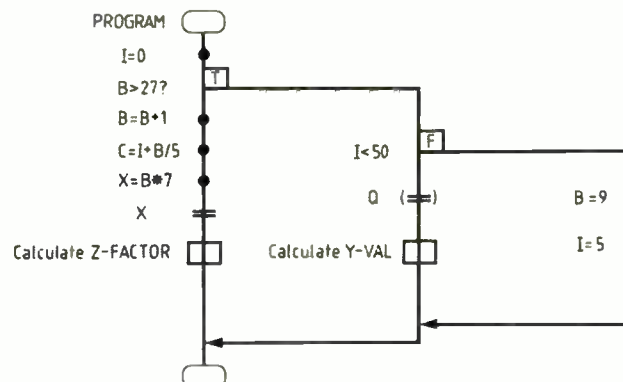 PROGRAM
I=0
T
B>27?
B=B+1
C=I+B/5
X=B*7
X
Calculate Z-FACTOR
F
I<50
Q (=)
Calculate Y-VAL
B=9
I=5